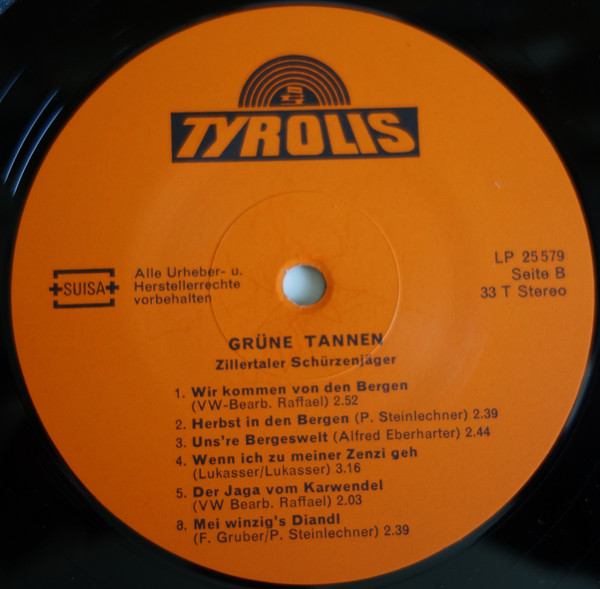 TYROLIS
SUISA
Alle Urheber- u.
Herstellerrechte
vorbehalten
LP 25579
Seite B
33 T Stereo
GRÜNE TANNEN
Zillertaler Schürzenjäger
1. Wir kommen von den Bergen
(VW-Bearb. Raffael) 2.52
2. Herbst in den Bergen (P. Steinlechner) 2.39
3. Uns're Bergeswelt (Alfred Eberharter) 2.44
4. Wenn ich zu meiner Zenzi geh
(Lukasser/Lukasser) 3.16
5. Der Jaga vom Karwendel
(VW Bearb. Raffael) 2.03
8. Mei winzig's Diandl
(F. Gruber/P. Steinlechner) 2.39